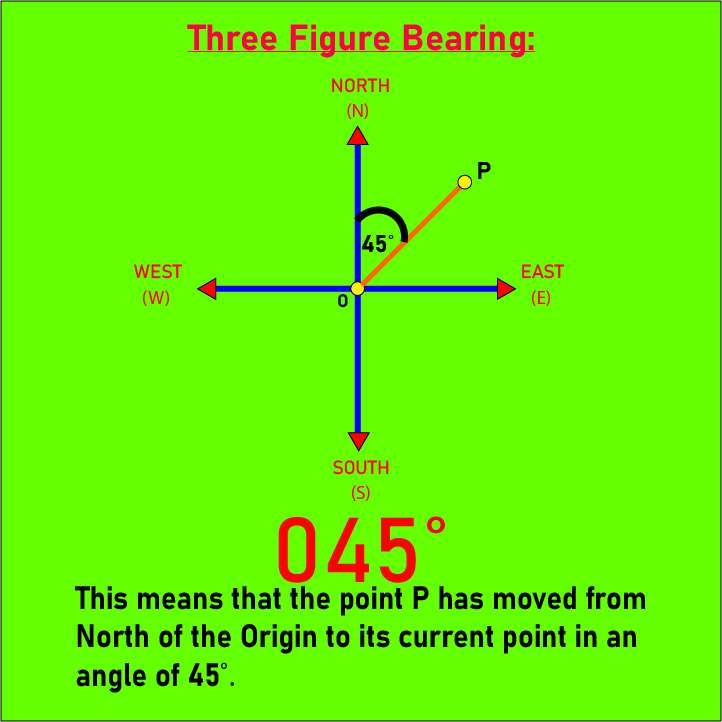 Three Figure Bearing:
NORTH
(N)
P
45°
WEST
(W)
EAST
(E)
O
SOUTH
(S)
045°
This means that the point P has moved from
North of the Origin to its current point in an
angle of 45°.